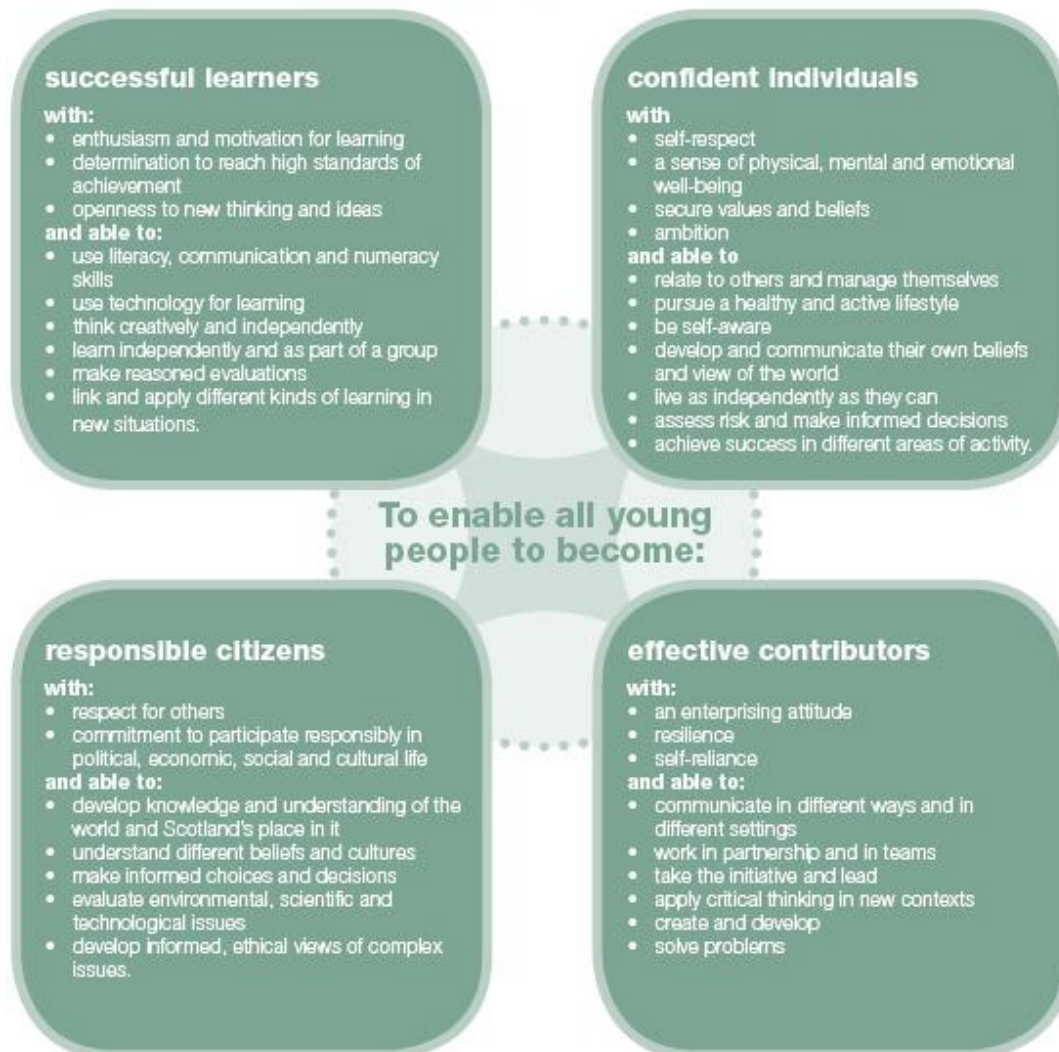 successful learners
with:
• enthusiasm and motivation for learning
• determination to reach high standards of
achievement
• openness to new thinking and ideas
and able to:
• use literacy, communication and numeracy
skills
• use technology for learning
• think creatively and independently
• learn independently and as part of a group
• make reasoned evaluations
• link and apply different kinds of learning in
new situations.
confident individuals
with
• self-respect
• a sense of physical, mental and emotional
well-being
• secure values and beliefs
• ambition
and able to
• relate to others and manage themselves
• pursue a healthy and active lifestyle
• be self-aware
• develop and communicate their own beliefs
and view of the world
• live as independently as they can
• assess risk and make informed decisions
• achieve success in different areas of activity.
To enable all young
people to become:
responsible citizens
with:
• respect for others
• commitment to participate responsibly in
political, economic, social and cultural life
and able to:
• develop knowledge and understanding of the
world and Scotland's place in it
• understand different beliefs and cultures
• make informed choices and decisions
• evaluate environmental, scientific and
technological issues
• develop informed, ethical views of complex
issues.
effective contributors
with:
• an enterprising attitude
• resilience
• self-reliance
and able to:
• communicate in different ways and in
different settings
• work in partnership and in teams
• take the initiative and lead
• apply critical thinking in new contexts
• create and develop
• solve problems